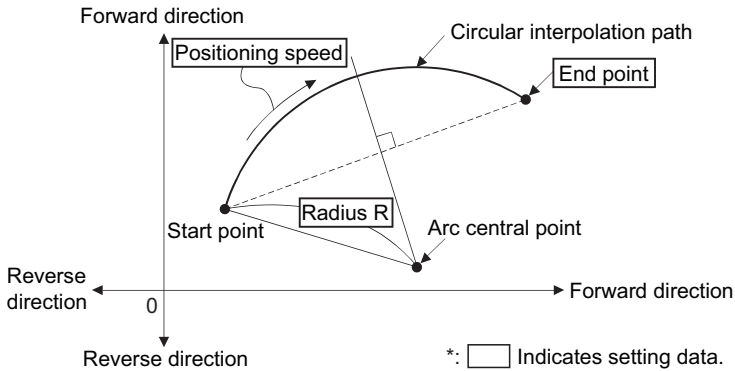 Forward direction
Positioning speed
Circular interpolation path
End point
Start point
Radius R
Arc central point
Reverse
direction
0
Forward direction
Reverse direction
*: Indicates setting data.